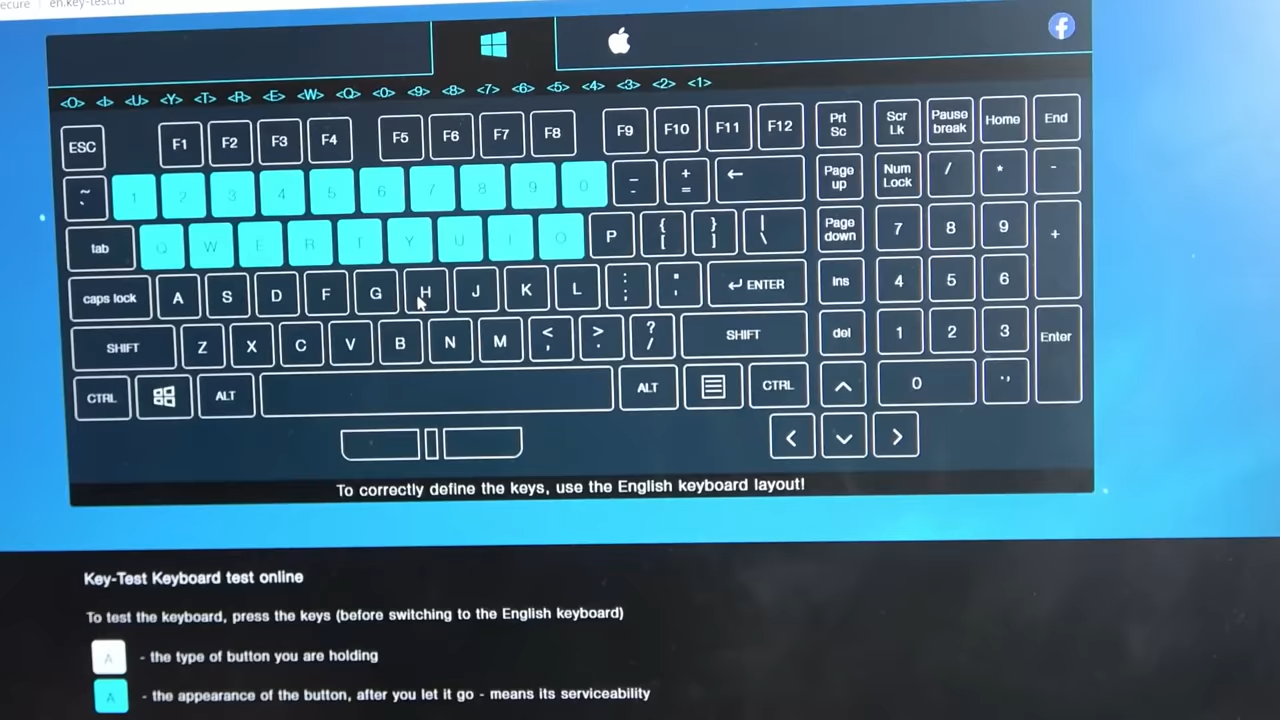 ecure | en.key-test.ru
<O> <I> <U> <Y> <T> <R> <E> <W> <Q> <0> <9> <8> <7> <6> <5> <4> <3> <2> <1>
ESC F1 F2 F3 F4 F5 F6 F7 F8 F9 F10 F11 F12 Prt Sc Scr Lk Pause break Home End
~ ` 1 2 3 4 5 6 7 8 9 0 _ - + = ← Page up Num Lock / * -
tab Q W E R T Y U I O P { [ } ] | \ Page down 7 8 9 +
caps lock A S D F G H J K L : ; " ' ↵ ENTER Ins 4 5 6
SHIFT Z X C V B N M < , > . ? / SHIFT del 1 2 3 Enter
CTRL ALT ALT CTRL 0 . ,
To correctly define the keys, use the English keyboard layout!
Key-Test Keyboard test online
To test the keyboard, press the keys (before switching to the English keyboard)
A - the type of button you are holding
A - the appearance of the button, after you let it go - means its serviceability